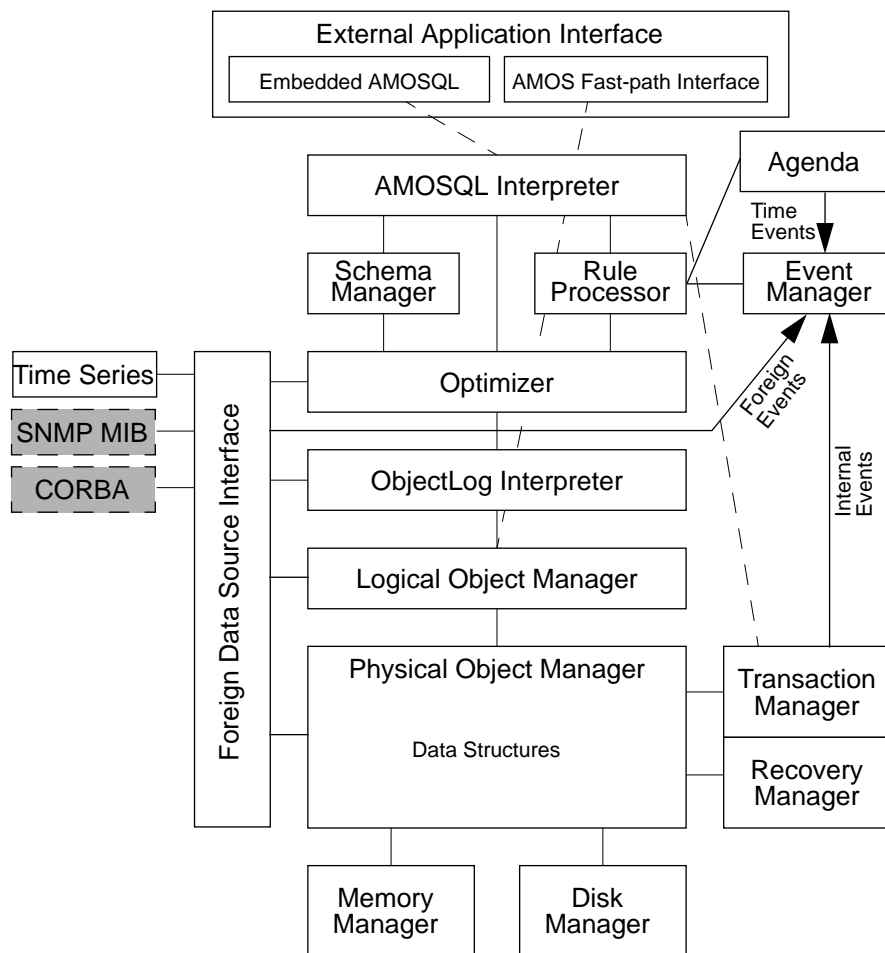 External Application Interface
Embedded AMOSQL
AMOS Fast-path Interface
AMOSQL Interpreter
Agenda
Time
Events
Schema
Manager
Rule
Processor
Event
Manager
Time Series
SNMP MIB
CORBA
Foreign Data Source Interface
Optimizer
Foreign
Events
ObjectLog Interpreter
Internal
Events
Logical Object Manager
Physical Object Manager
Data Structures
Transaction
Manager
Recovery
Manager
Memory
Manager
Disk
Manager